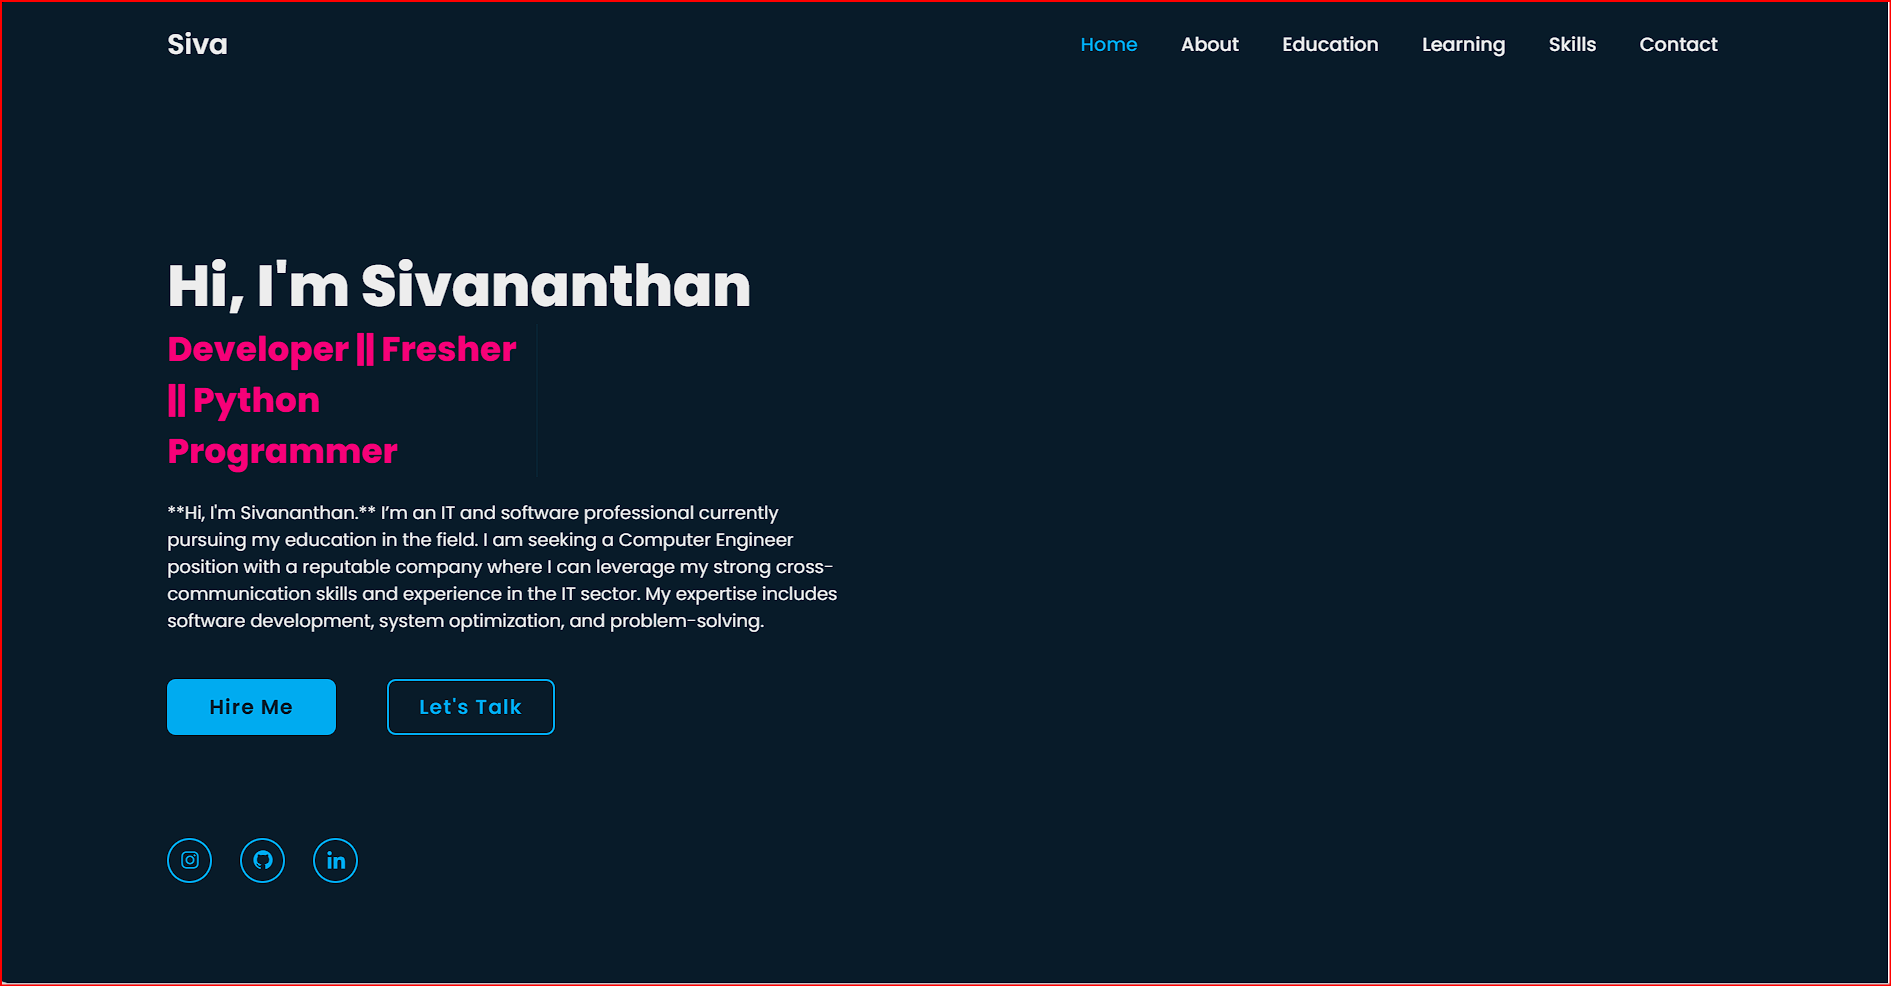 Siva
Home About Education Learning Skills Contact
Hi, I'm Sivananthan
Developer || Fresher
|| Python
Programmer
**Hi, I'm Sivananthan.** I’m an IT and software professional currently
pursuing my education in the field. I am seeking a Computer Engineer
position with a reputable company where I can leverage my strong cross-
communication skills and experience in the IT sector. My expertise includes
software development, system optimization, and problem-solving.
Hire Me
Let's Talk
in